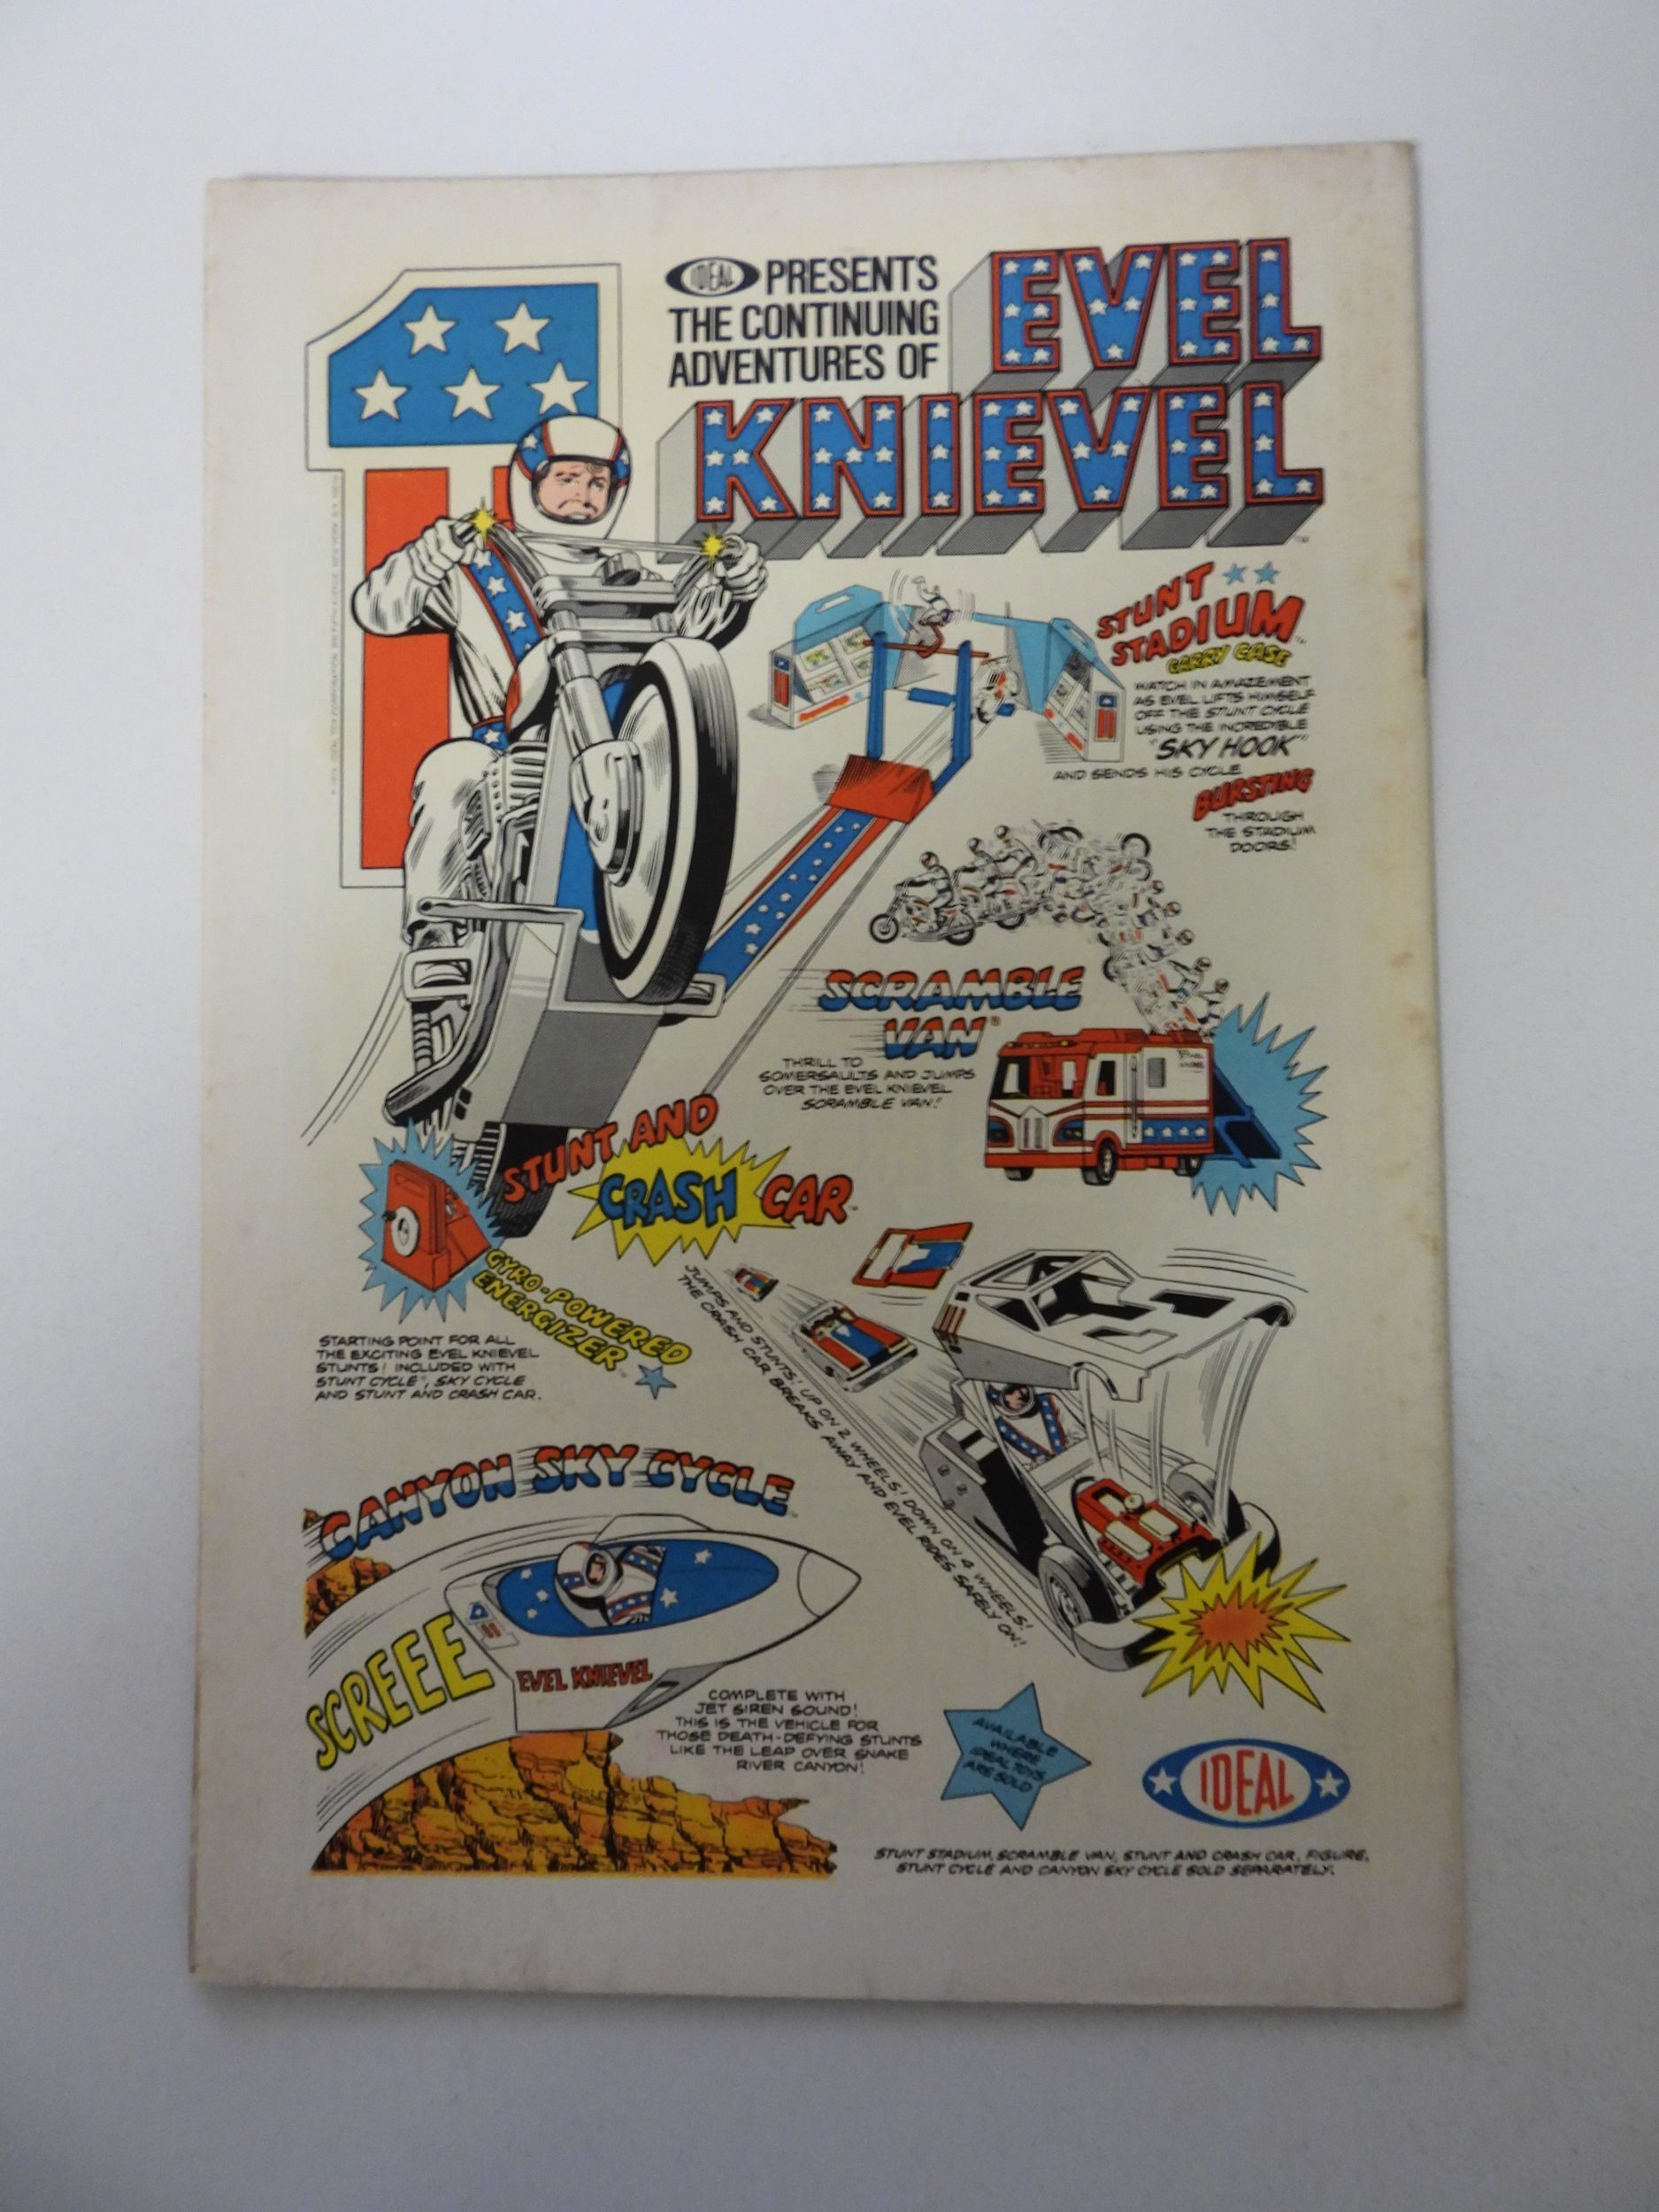 IDEAL PRESENTS
THE CONTINUING
ADVENTURES OF
EVEL
KNIEVEL
STUNT
STADIUM
CARRY CASE
WATCH IN AMAZEMENT
AS EVEL LIFTS HIMSELF
OFF THE STUNT CYCLE
USING THE INCREDIBLE
"SKY HOOK"
AND SENDS HIS CYCLE
BURSTING
THROUGH
THE STADIUM
DOORS!
SCRAMBLE
VAN®
THRILL TO
SOMERSAULTS AND JUMPS
OVER THE EVEL KNIEVEL
SCRAMBLE VAN!
STUNT AND
CRASH CAR
JUMPS AND STUNTS! UP ON 2 WHEELS! DOWN ON 4 WHEELS!
THE CRASH CAR BREAKS AWAY AND EVEL RIDES SAFELY ON!
GYRO-POWERED
ENERGIZER
STARTING POINT FOR ALL
THE EXCITING EVEL KNIEVEL
STUNTS! INCLUDED WITH
STUNT CYCLE®, SKY CYCLE
AND STUNT AND CRASH CAR.
CANYON SKY CYCLE
SCREEE
EVEL KNIEVEL
COMPLETE WITH
JET SIREN SOUND!
THIS IS THE VEHICLE FOR
THOSE DEATH-DEFYING STUNTS
LIKE THE LEAP OVER SNAKE
RIVER CANYON!
AVAILABLE
WHERE
IDEAL TOYS
ARE SOLD
IDEAL
STUNT STADIUM, SCRAMBLE VAN, STUNT AND CRASH CAR, FIGURE,
STUNT CYCLE AND CANYON SKY CYCLE SOLD SEPARATELY.